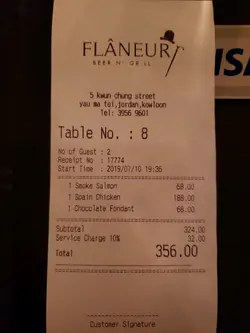 FLÂNEUR
BEER N' GRILL
5 kwun chung street
yau ma tei,jordan,kowloon
Tel: 3956 9601
Table No. : 8
No of Guest : 2
Receipt No : 17774
Start Time : 2019/07/10 19:36
1 Smoke Salmon 68.00
1 Spain Chicken 188.00
1 Chocolate Fondant 68.00
Subtotal 324.00
Service Charge 10% 32.00
Total 356.00
Customer Signature